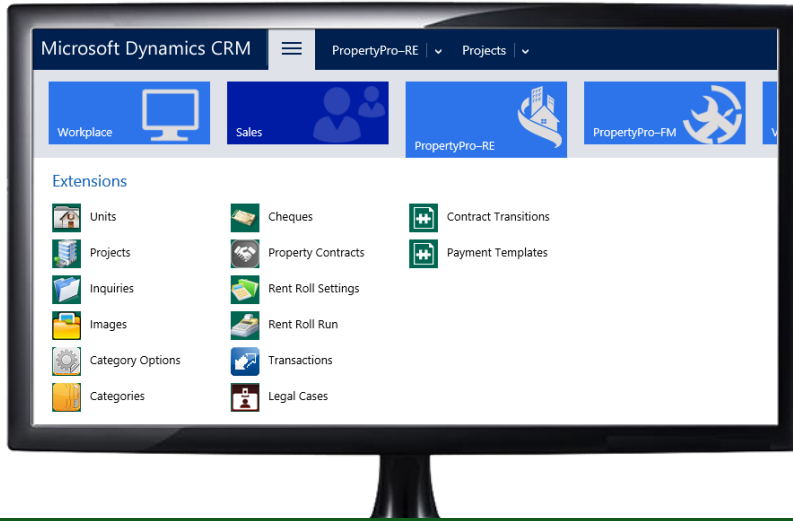 Microsoft Dynamics CRM PropertyPro–RE Projects
Workplace Sales PropertyPro–RE PropertyPro–FM V
Extensions
Units Cheques Contract Transitions
Projects Property Contracts Payment Templates
Inquiries Rent Roll Settings
Images Rent Roll Run
Category Options Transactions
Categories Legal Cases